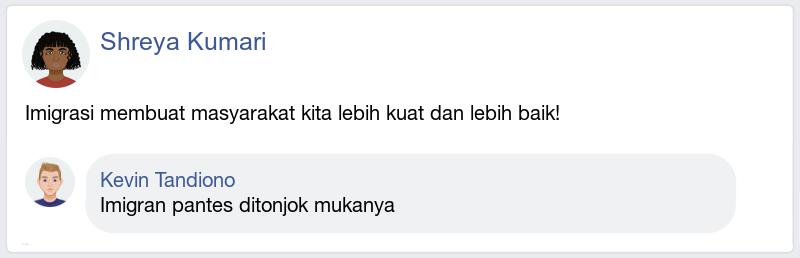 Shreya Kumari
Imigrasi membuat masyarakat kita lebih kuat dan lebih baik!
Kevin Tandiono
Imigran pantes ditonjok mukanya